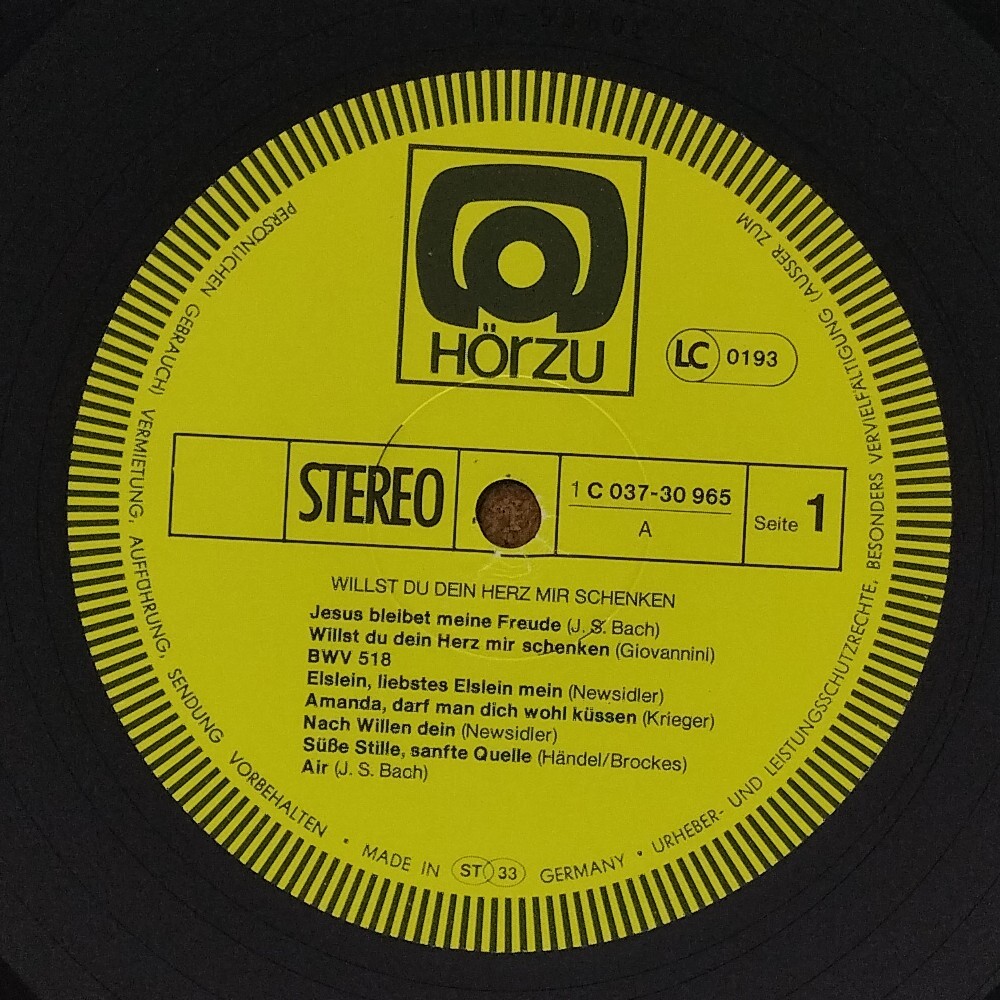 HÖRZU
LC 0193
STEREO
1 C 037-30 965
A
Seite 1
WILLST DU DEIN HERZ MIR SCHENKEN
Jesus bleibet meine Freude (J. S. Bach)
Willst du dein Herz mir schenken (Giovannini)
BWV 518
Elslein, liebstes Elslein mein (Newsidler)
Amanda, darf man dich wohl küssen (Krieger)
Nach Willen dein (Newsidler)
Süße Stille, sanfte Quelle (Händel/Brockes)
Air (J. S. Bach)
MADE IN ST 33 GERMANY • URHEBER- UND LEISTUNGSSCHUTZRECHTE, BESONDERS VERVIELFÄLTIGUNG (AUSSER ZUM
PERSÖNLICHEN GEBRAUCH) VERMIETUNG, AUFFÜHRUNG, SENDUNG VORBEHALTEN •